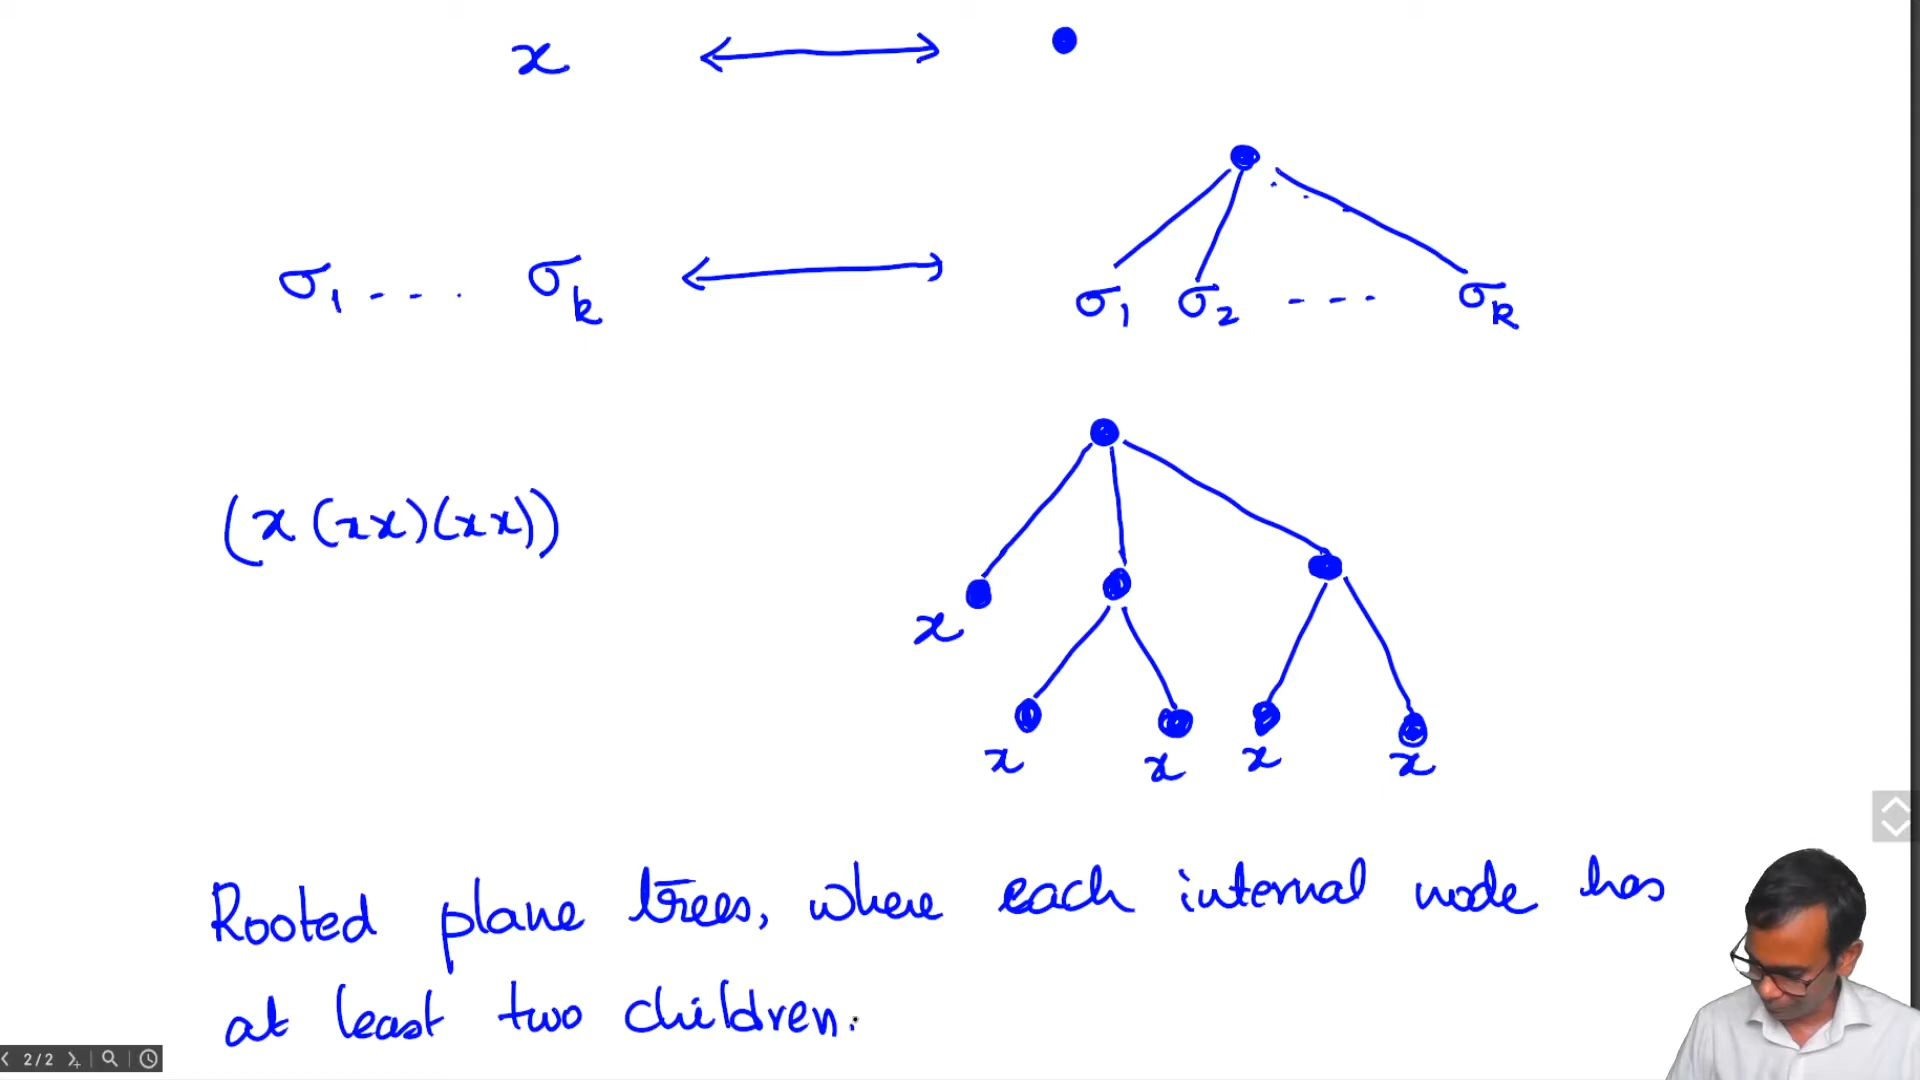 x
σ₁ ... σₖ
σ₁ σ₂ --- σₖ
(x (xx)(xx))
x
x x x x
Rooted plane trees, where each internal node has
at least two children.
2/2